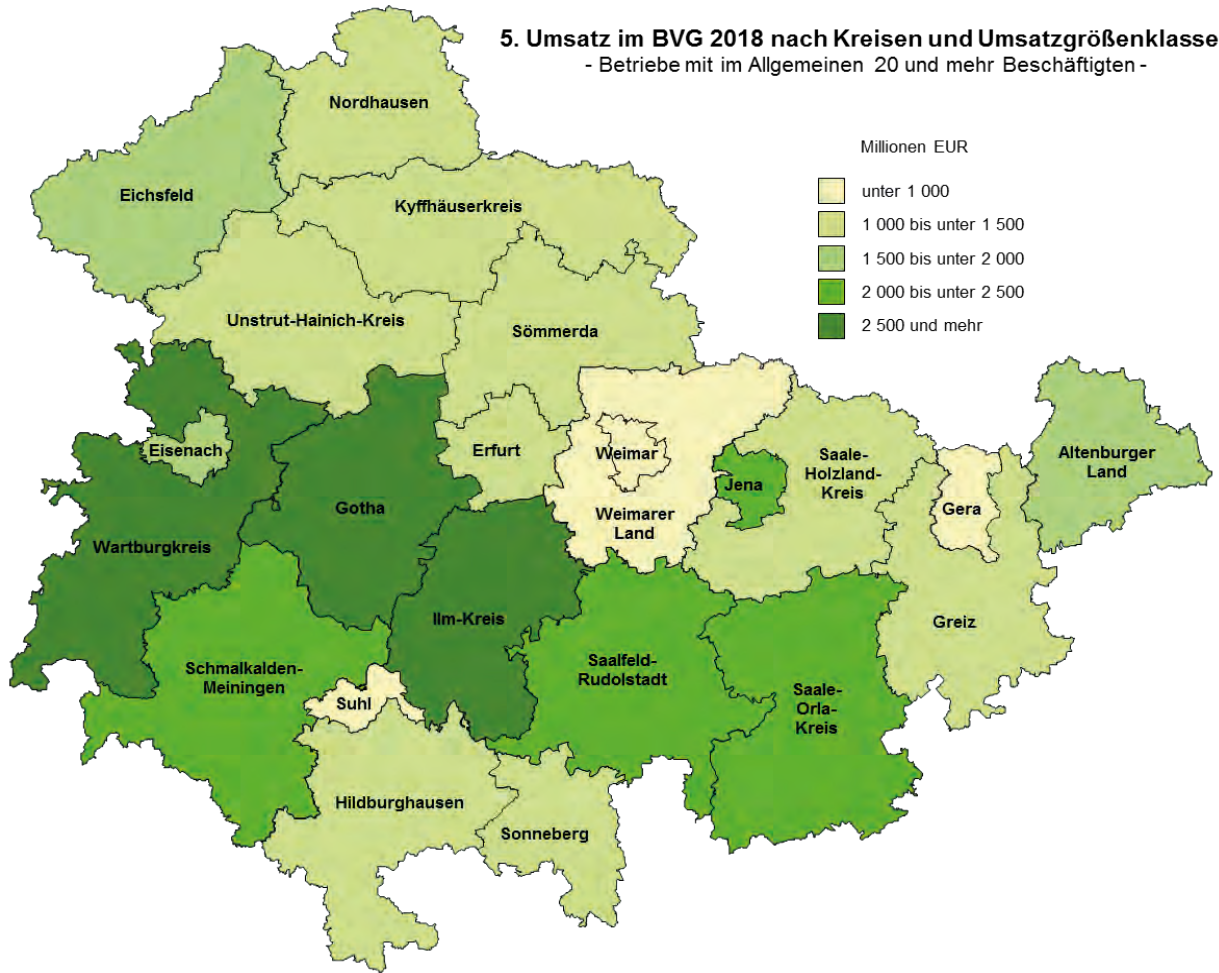 5. Umsatz im BVG 2018 nach Kreisen und Umsatzgrößenklasse
- Betriebe mit im Allgemeinen 20 und mehr Beschäftigten -
Millionen EUR
unter 1 000
1 000 bis unter 1 500
1 500 bis unter 2 000
2 000 bis unter 2 500
2 500 und mehr
Nordhausen
Eichsfeld
Kyffhäuserkreis
Unstrut-Hainich-Kreis
Sömmerda
Eisenach
Erfurt
Weimar
Saale-
Holzland-
Kreis
Altenburger
Land
Jena
Gotha
Weimarer
Land
Gera
Wartburgkreis
Ilm-Kreis
Greiz
Schmalkalden-
Meiningen
Saalfeld-
Rudolstadt
Suhl
Saale-
Orla-
Kreis
Hildburghausen
Sonneberg